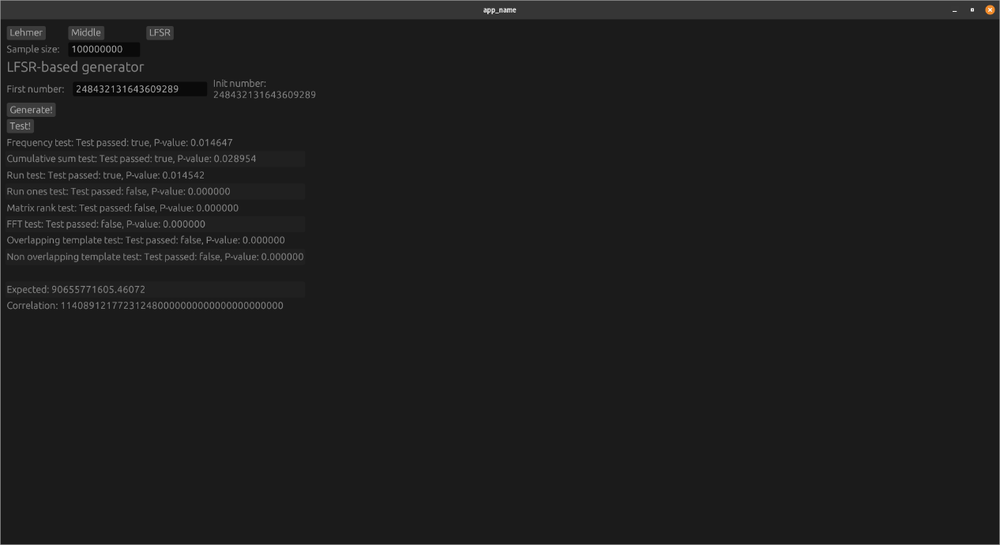 app_name
Lehmer Middle LFSR
Sample size: 100000000
LFSR-based generator
First number: 248432131643609289 Init number:
248432131643609289
Generate!
Test!
Frequency test: Test passed: true, P-value: 0.014647
Cumulative sum test: Test passed: true, P-value: 0.028954
Run test: Test passed: true, P-value: 0.014542
Run ones test: Test passed: false, P-value: 0.000000
Matrix rank test: Test passed: false, P-value: 0.000000
FFT test: Test passed: false, P-value: 0.000000
Overlapping template test: Test passed: false, P-value: 0.000000
Non overlapping template test: Test passed: false, P-value: 0.000000
Expected: 90655771605.46072
Correlation: 11408912177231248000000000000000000000